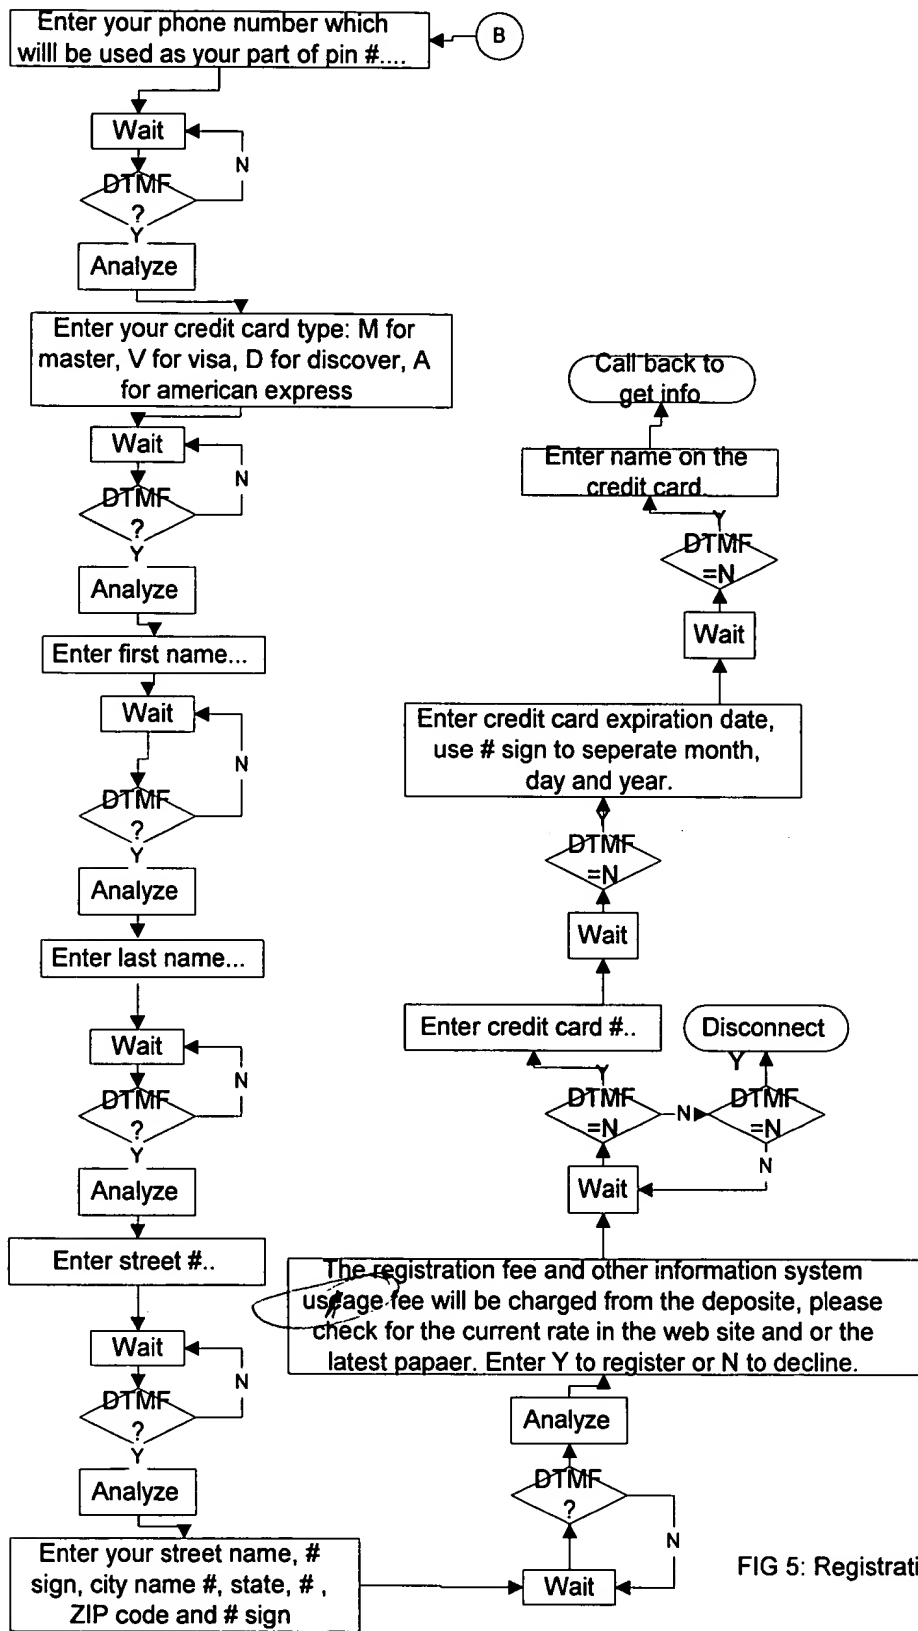 Enter your phone number which
willl be used as your part of pin #....
B
Wait
N
DTMF
?
Y
Analyze
Enter your credit card type: M for
master, V for visa, D for discover, A
for american express
Wait
N
DTMF
?
Y
Analyze
Enter first name...
Wait
N
DTMF
?
Y
Analyze
Enter last name...
Wait
N
DTMF
?
Y
Analyze
Enter street #..
Wait
N
DTMF
?
Y
Analyze
Enter your street name, #
sign, city name #, state, # ,
ZIP code and # sign
Wait
N
DTMF
?
Analyze
The registration fee and other information system
fee will be charged from the deposite, please
check for the current rate in the web site and or the
latest papaer. Enter Y to register or N to decline.
Wait
DTMF
=N
Y
N
DTMF
=N
N
Y
Disconnect
Enter credit card #..
Wait
DTMF
=N
Y
Enter credit card expiration date,
use # sign to seperate month,
day and year.
Wait
DTMF
=N
Y
Enter name on the
credit card
Call back to
get info
FIG 5: Registrati